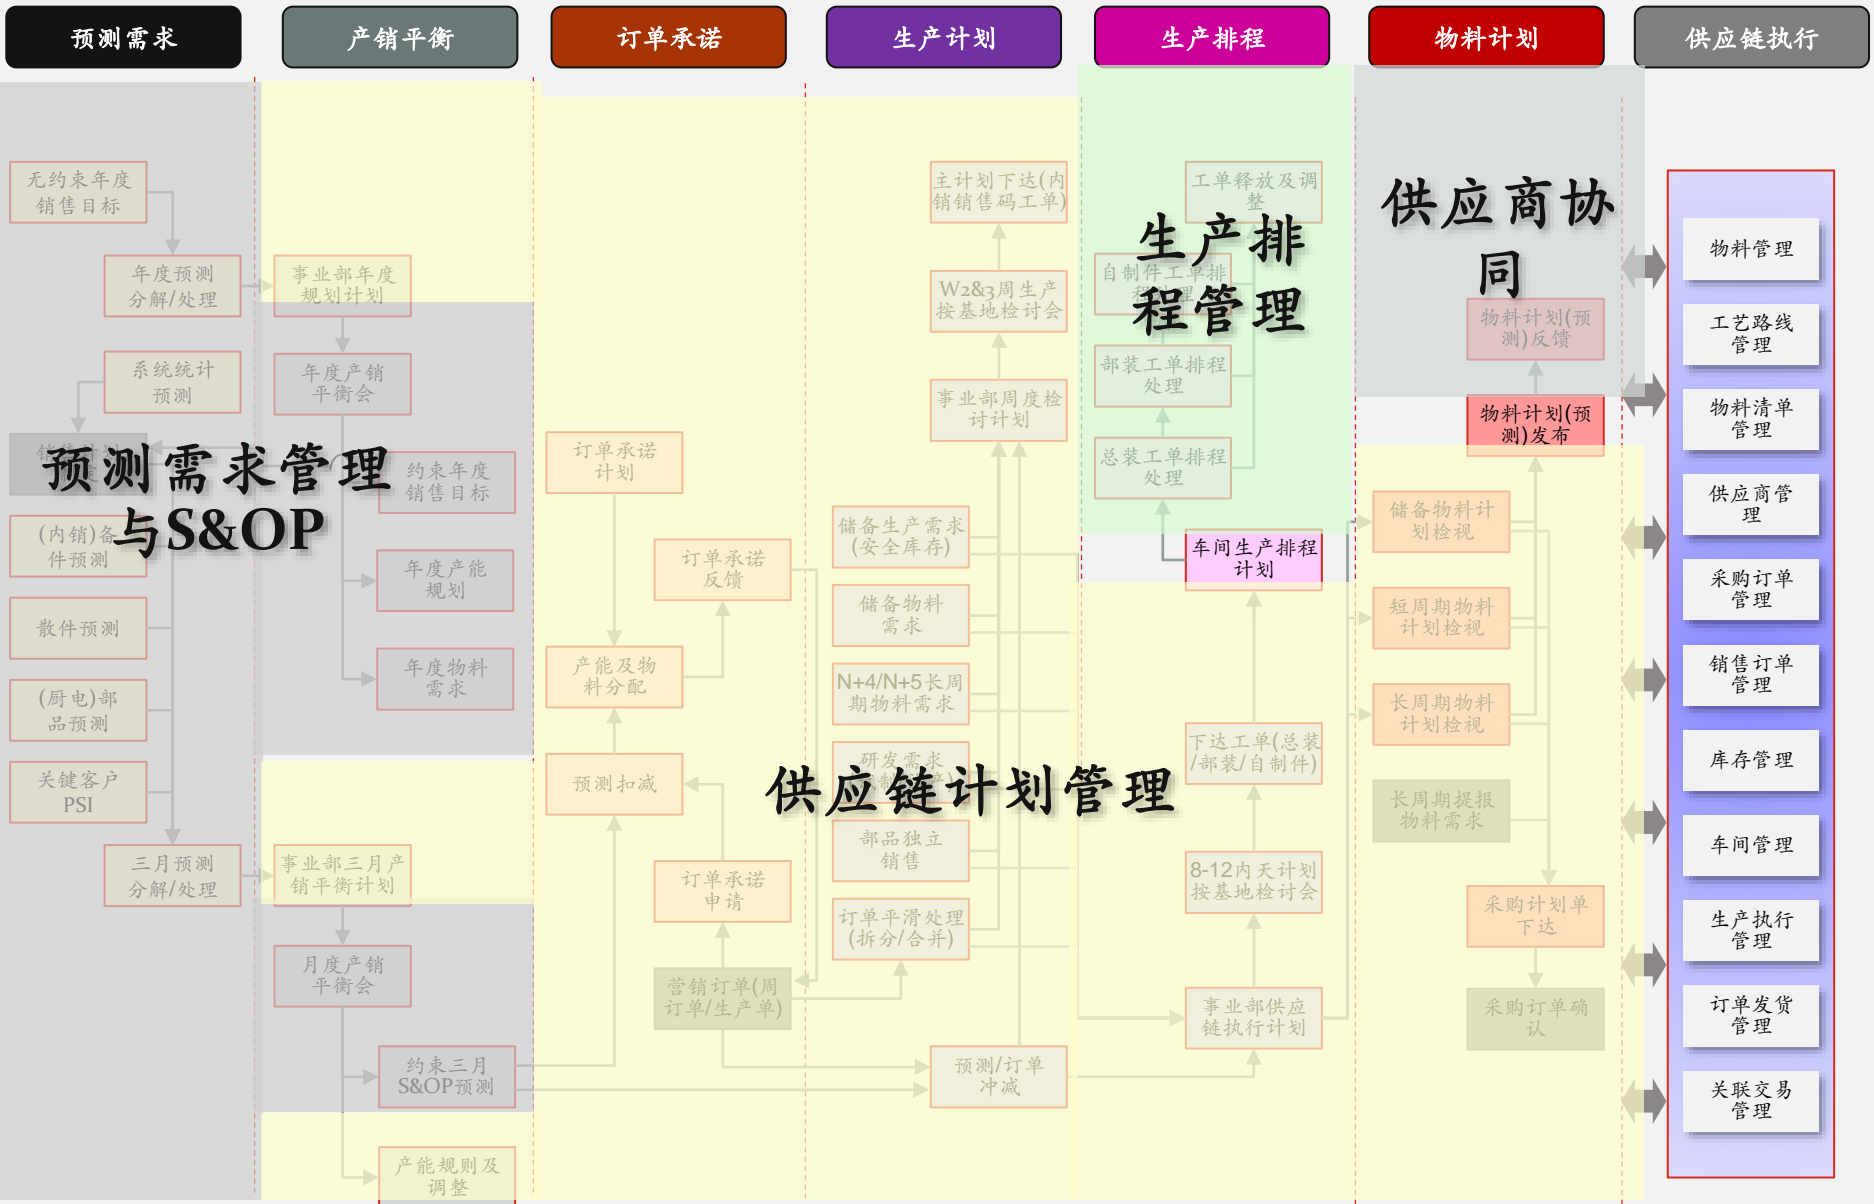 预测需求
产销平衡
订单承诺
生产计划
生产排程
物料计划
供应链执行
无约束年度
销售目标
年度预测
分解/处理
系统统计
预测
预测需求管理
与S&OP
(内销)备
件预测
散件预测
(厨电)部
品预测
关键客户
PSI
三月预测
分解/处理
事业部年度
规划计划
年度产销
平衡会
约束年度
销售目标
年度产能
规划
年度物料
需求
事业部三月产
销平衡计划
月度产销
平衡会
约束三月
S&OP预测
产能规则及
调整
订单承诺
计划
订单承诺
反馈
产能及物
料分配
预测扣减
订单承诺
申请
营销订单(周
订单/生产单)
主计划下达(内
销销售码工单)
W2&3周生产
按基地检讨会
事业部周度检
讨计划
储备生产需求
(安全库存)
储备物料
需求
N+4/N+5长周
期物料需求
研发需求
供应链计划管理
部品独立
销售
订单平滑处理
(拆分/合并)
预测/订单
冲减
工单释放及调
整
生产排
程管理
自制件工单排
部装工单排程
处理
总装工单排程
处理
车间生产排程
计划
下达工单(总装
/部装/自制件)
8-12内天计划
按基地检讨会
事业部供应
链执行计划
供应商协
同
物料计划(预
测)反馈
物料计划(预
测)发布
储备物料计
划检视
短周期物料
计划检视
长周期物料
计划检视
长周期提报
物料需求
采购计划单
下达
采购订单确
认
物料管理
工艺路线
管理
物料清单
管理
供应商管
理
采购订单
管理
销售订单
管理
库存管理
车间管理
生产执行
管理
订单发货
管理
关联交易
管理